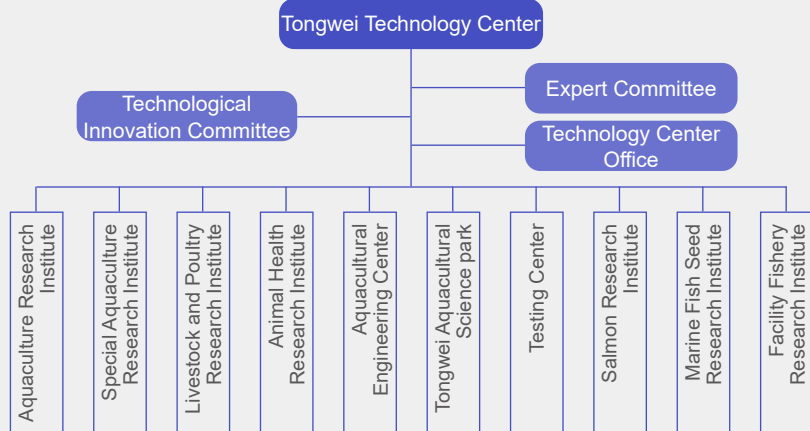 Tongwei Technology Center
Expert Committee
Technological
Innovation Committee
Technology Center
Office
Aquaculture Research
Institute
Special Aquaculture
Research Institute
Livestock and Poultry
Research Institute
Animal Health
Research Institute
Aquacultural
Engineering Center
Tongwei Aquacultural
Science park
Testing Center
Salmon Research
Institute
Marine Fish Seed
Research Institute
Facility Fishery
Research Institute